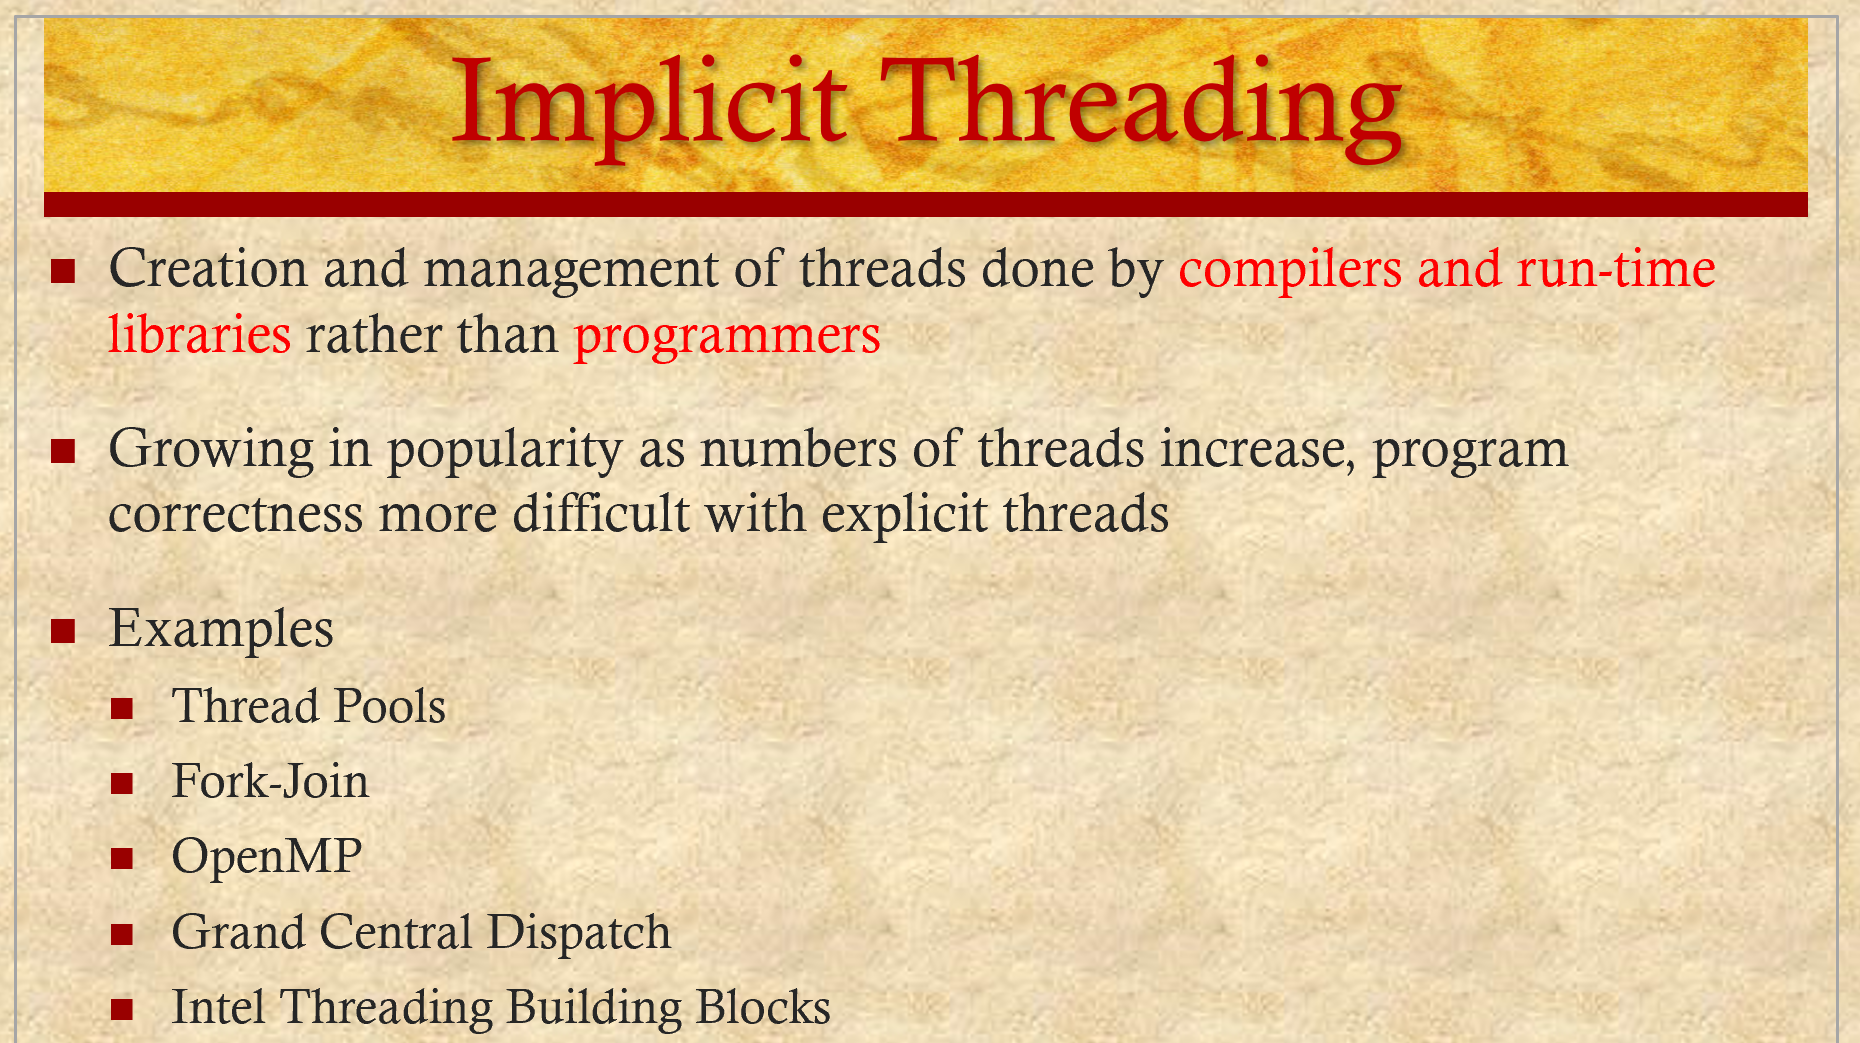 Implicit Threading
Creation and management of threads done by compilers and run-time
libraries rather than programmers
Growing in popularity as numbers of threads increase, program
correctness more difficult with explicit threads
Examples
Thread Pools
Fork-Join
OpenMP
Grand Central Dispatch
Intel Threading Building Blocks